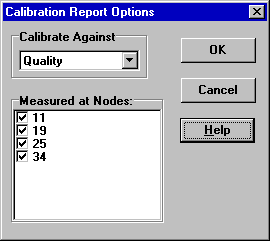 Calibration Report Options
Calibrate Against
Quality
OK
Cancel
Measured at Nodes:
Help
11
19
25
34